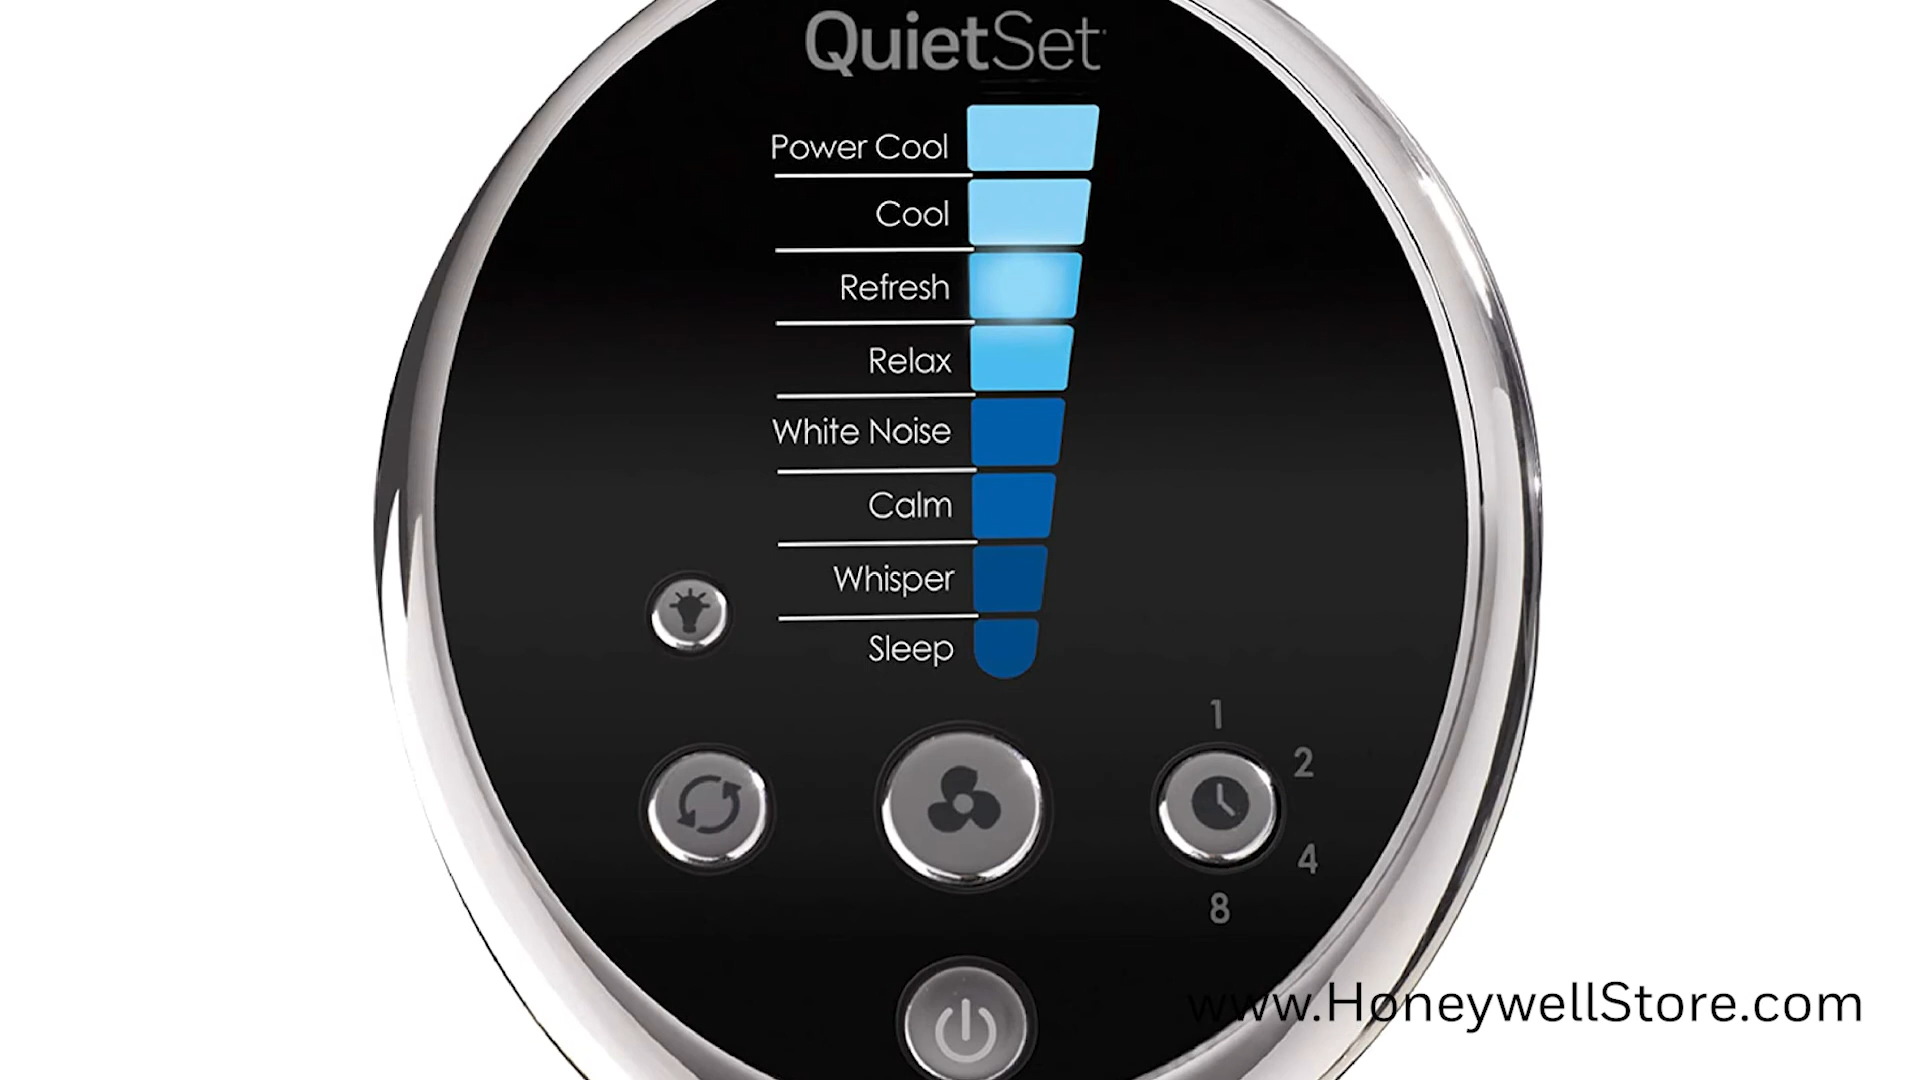 QuietSet
Power Cool
Cool
Refresh
Relax
White Noise
Calm
Whisper
Sleep
1
2
4
8
www.HoneywellStore.com